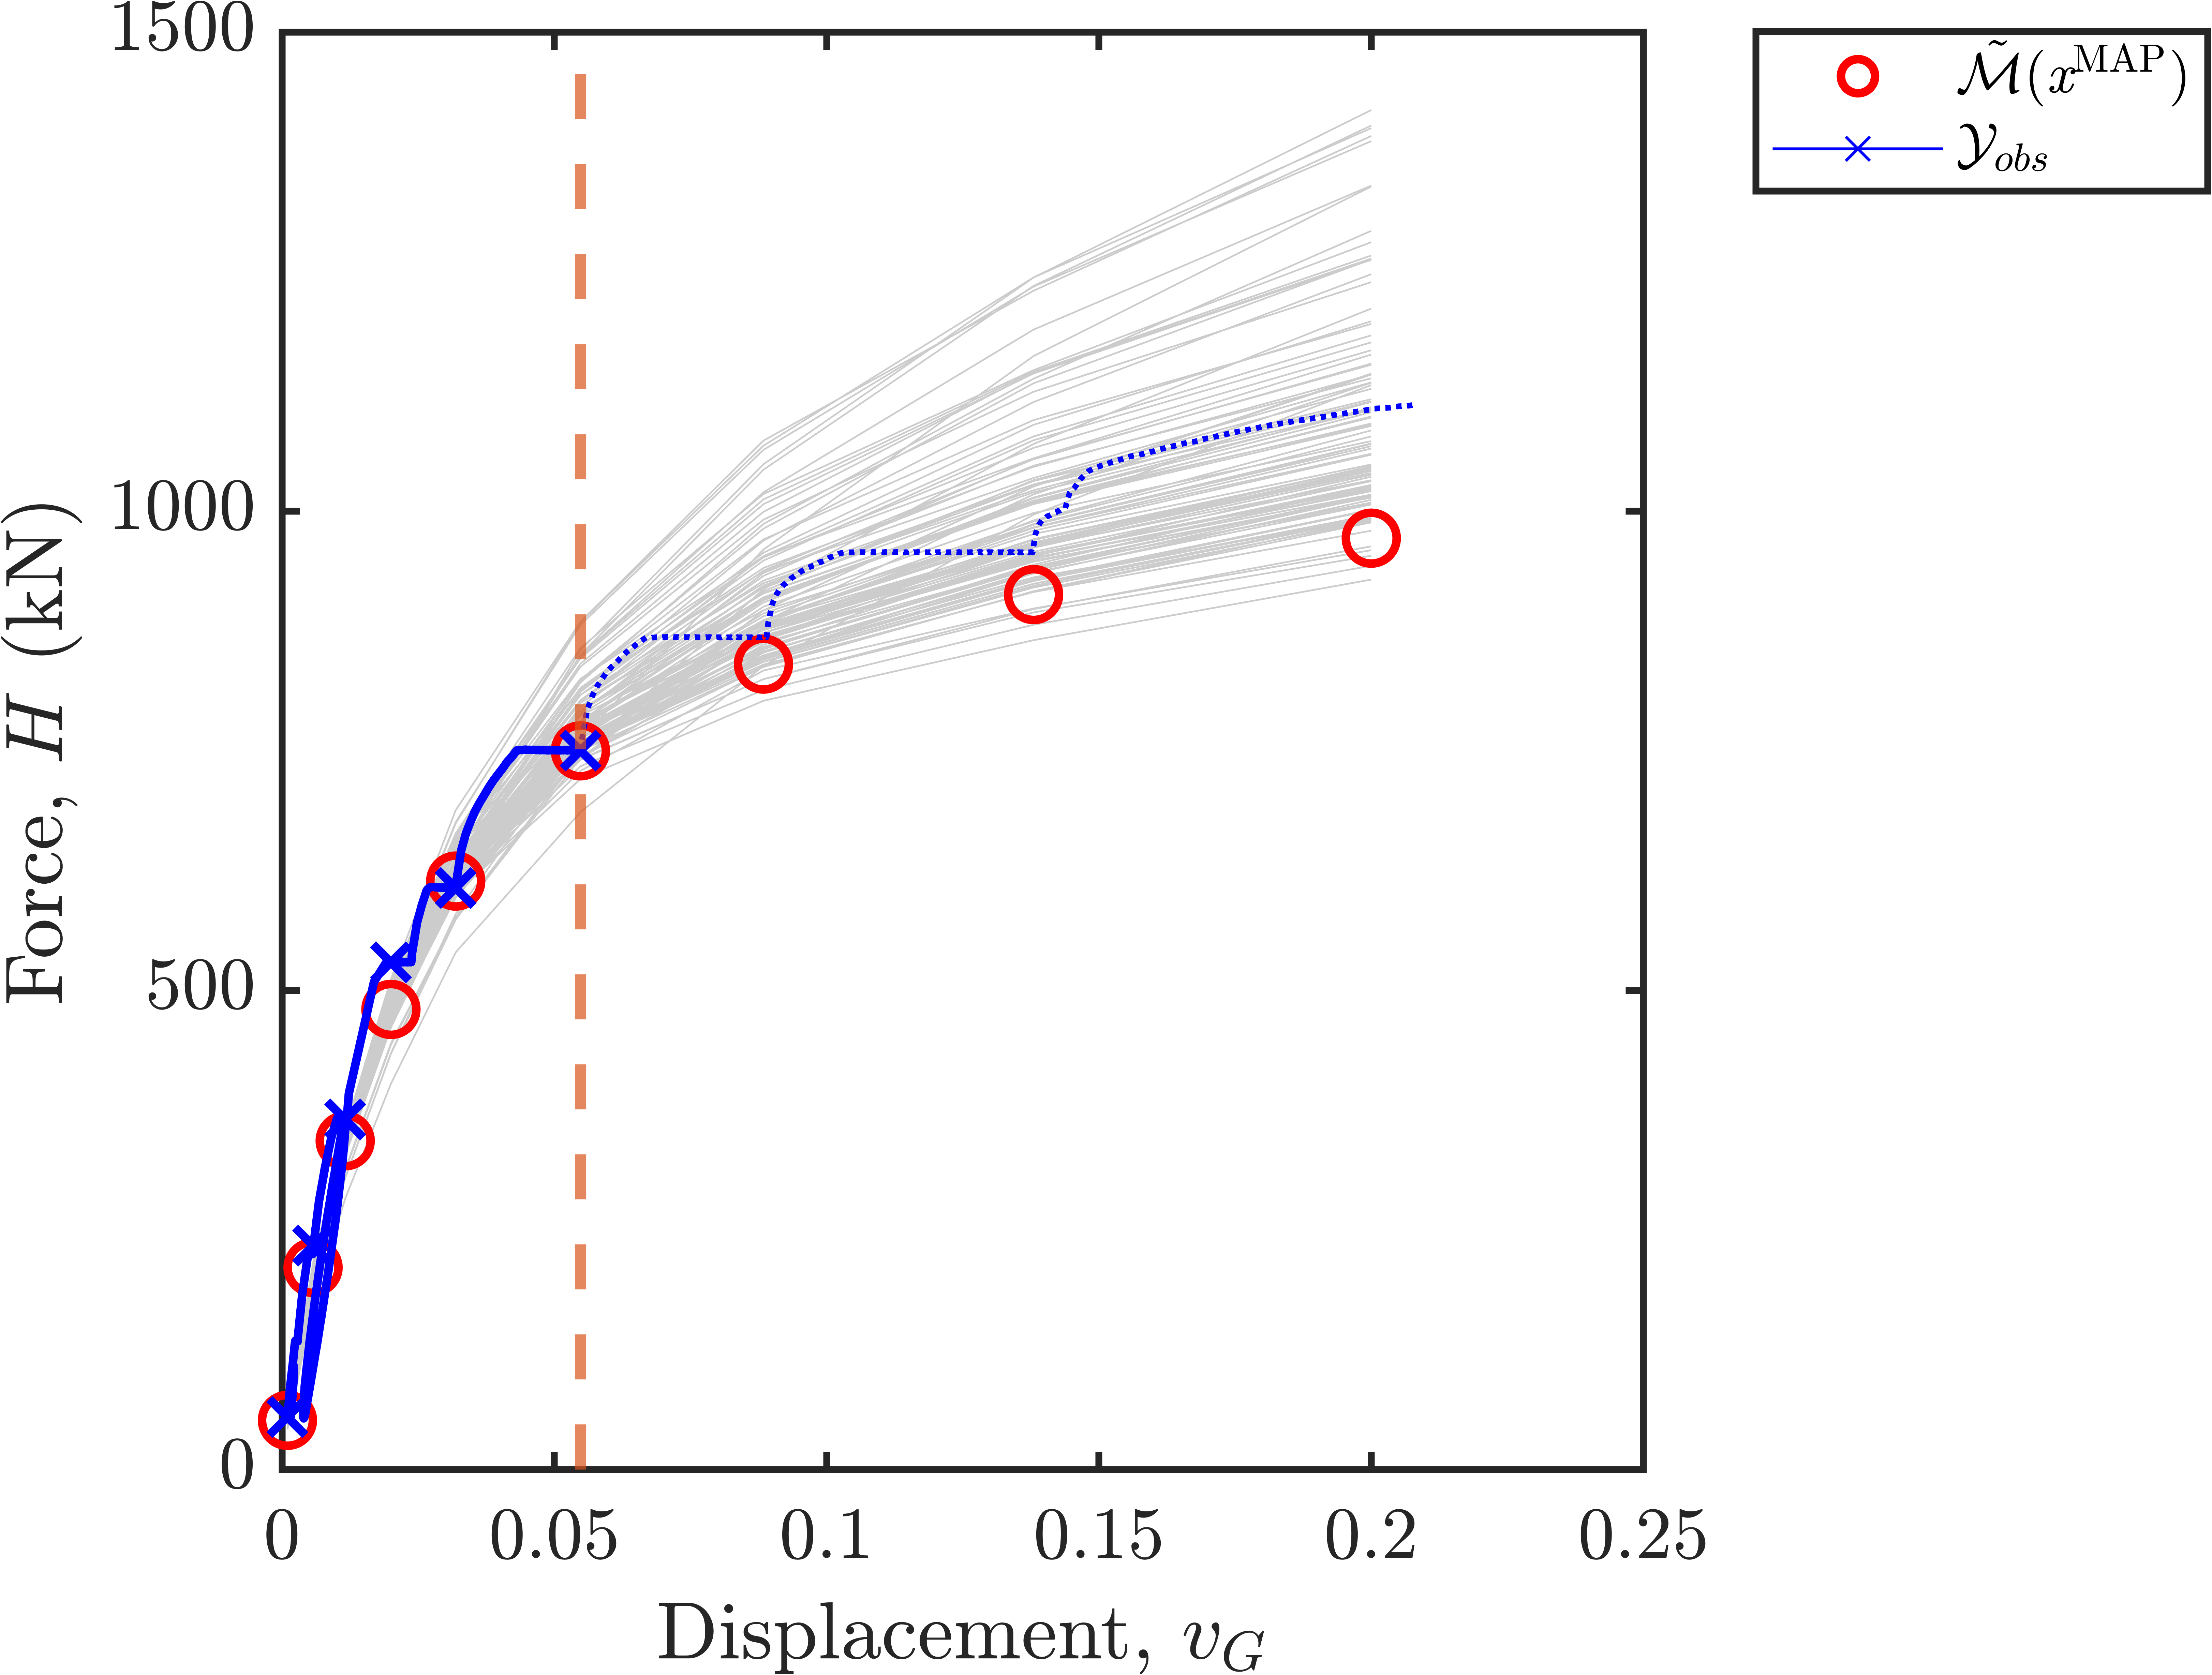 1500
1000
500
0
Force, H (kN)
0 0.05 0.1 0.15 0.2 0.25
Displacement, v_G
M̃(x^MAP)
Y_obs